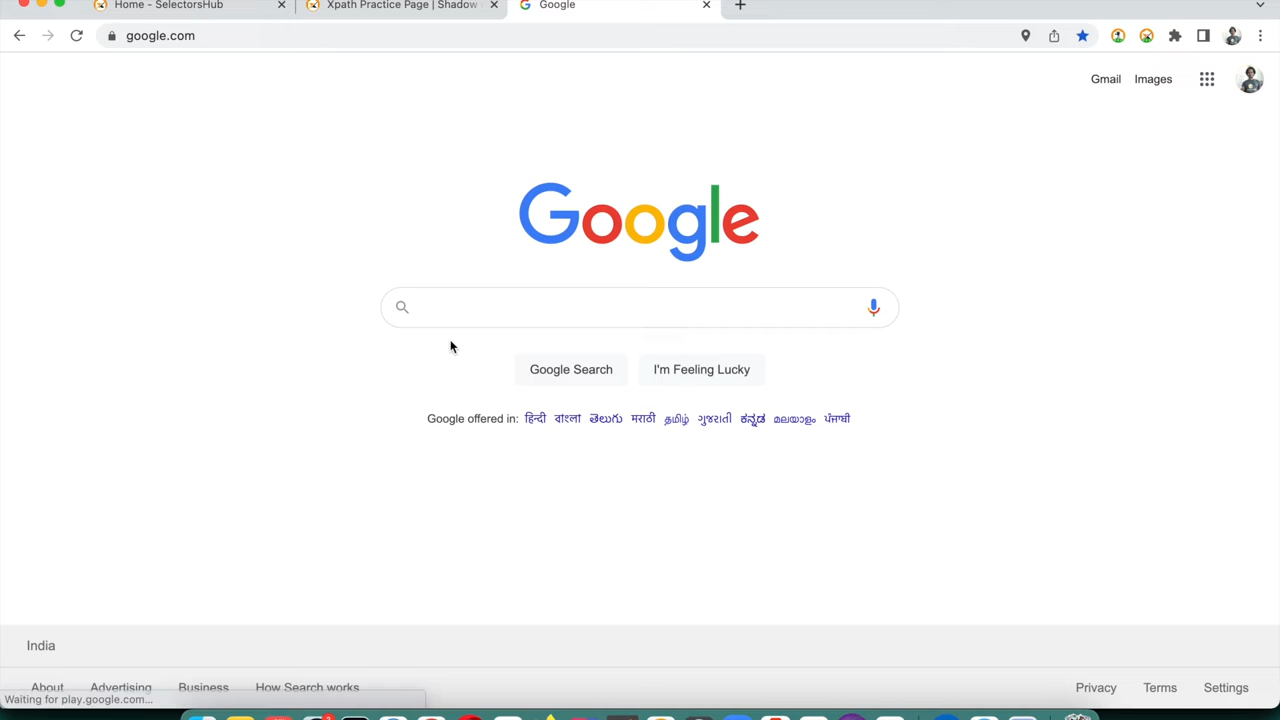 Home - SelectorsHub
Xpath Practice Page | Shadow
Google
google.com
Gmail Images
Google
Google Search I'm Feeling Lucky
Google offered in: हिन्दी বাংলা తెలుగు मराठी தமிழ் ગુજરાતી ಕನ್ನಡ മലയാളം ਪੰਜਾਬੀ
India
About Advertising Business How Search works Privacy Terms Settings
Waiting for play.google.com...